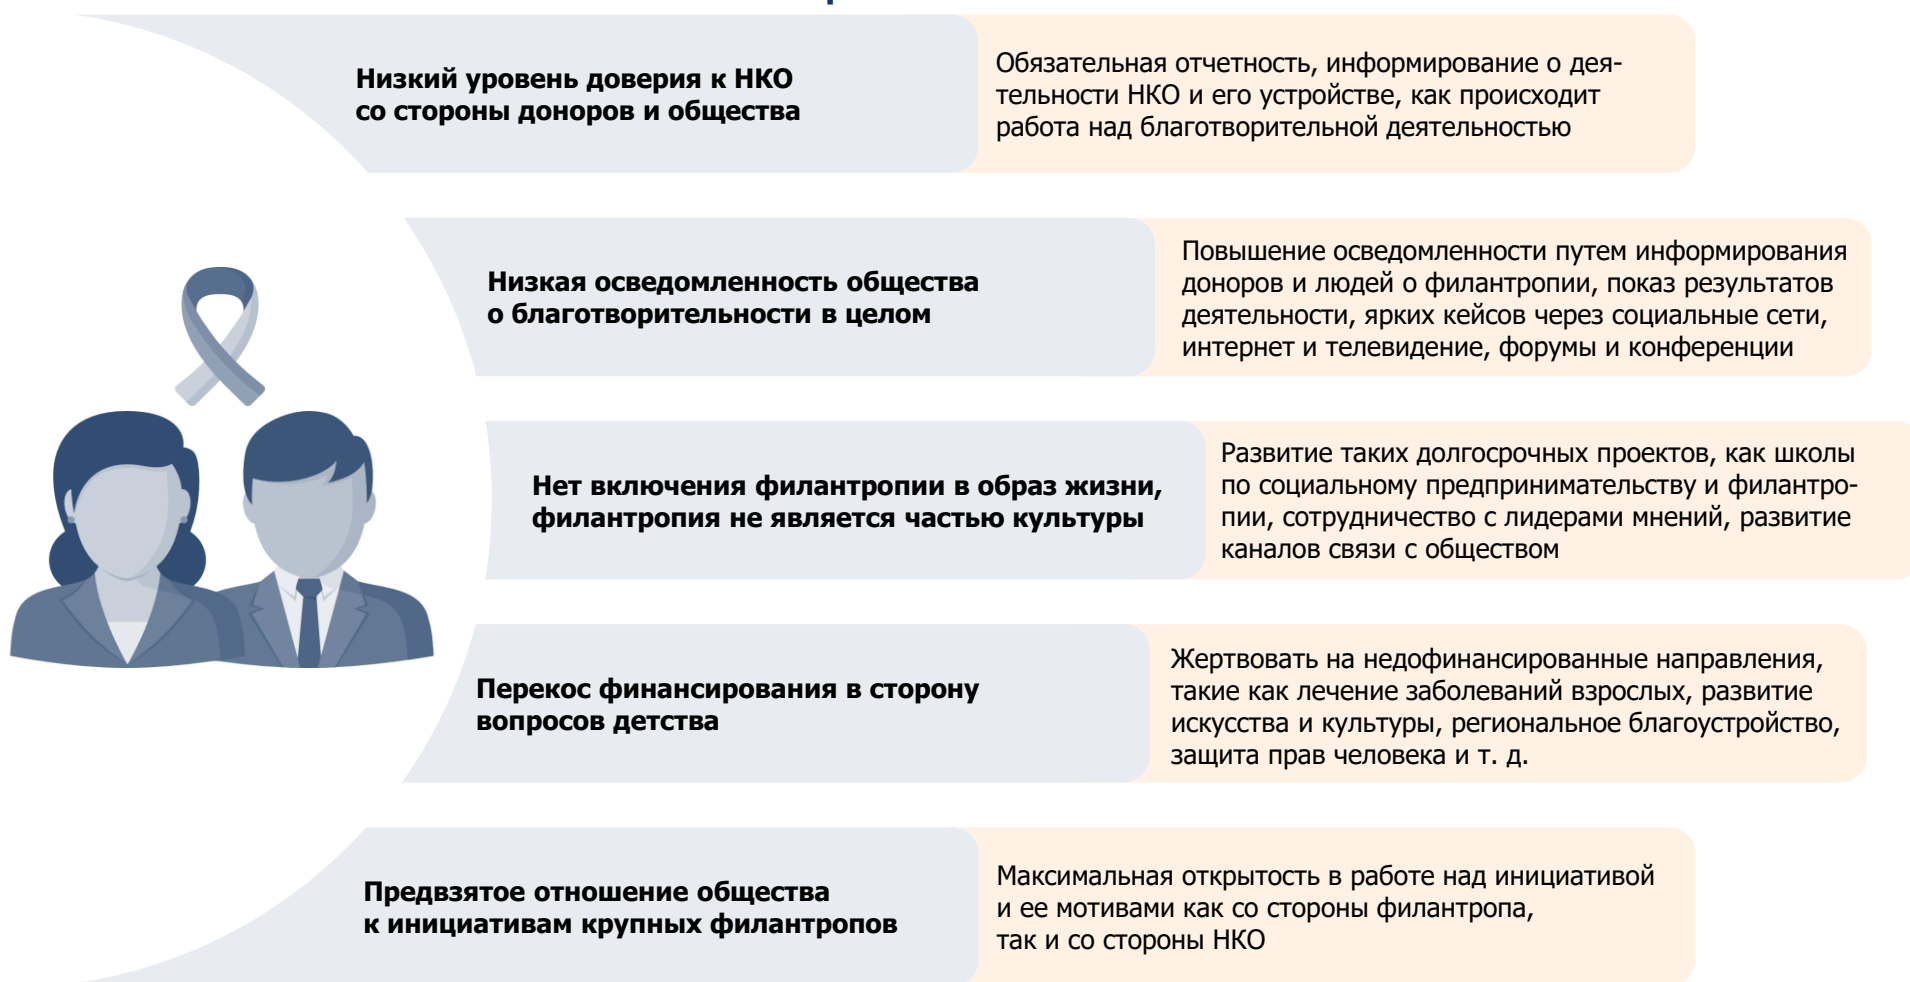 Низкий уровень доверия к НКО
со стороны доноров и общества
Обязательная отчетность, информирование о дея-
тельности НКО и его устройстве, как происходит
работа над благотворительной деятельностью
Низкая осведомленность общества
о благотворительности в целом
Повышение осведомленности путем информирования
доноров и людей о филантропии, показ результатов
деятельности, ярких кейсов через социальные сети,
интернет и телевидение, форумы и конференции
Нет включения филантропии в образ жизни,
филантропия не является частью культуры
Развитие таких долгосрочных проектов, как школы
по социальному предпринимательству и филантро-
пии, сотрудничество с лидерами мнений, развитие
каналов связи с обществом
Перекос финансирования в сторону
вопросов детства
Жертвовать на недофинансированные направления,
такие как лечение заболеваний взрослых, развитие
искусства и культуры, региональное благоустройство,
защита прав человека и т. д.
Предвзятое отношение общества
к инициативам крупных филантропов
Максимальная открытость в работе над инициативой
и ее мотивами как со стороны филантропа,
так и со стороны НКО